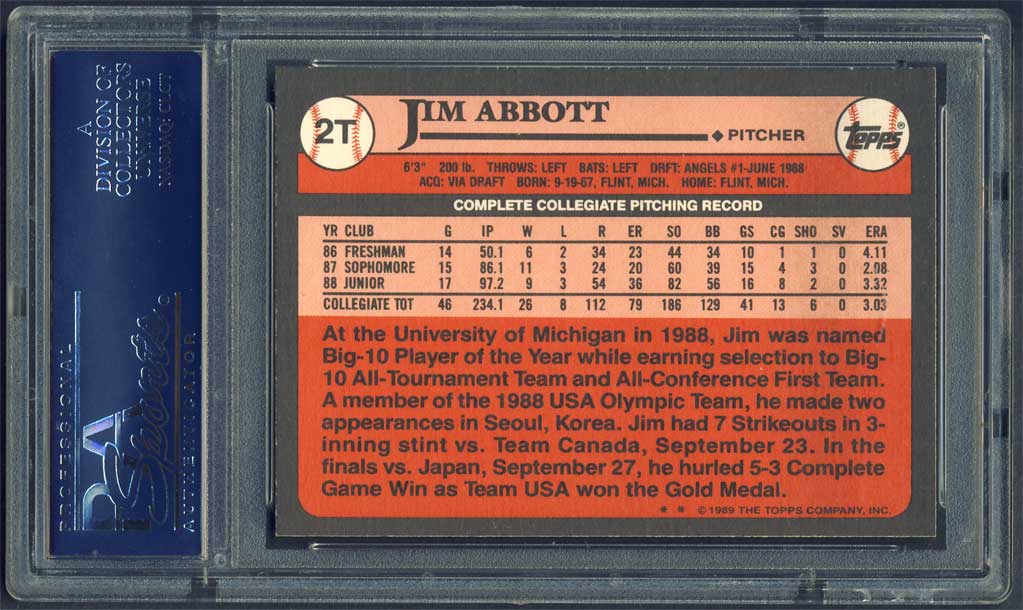 A
DIVISION OF
COLLECTORS
UNIVERSE
NASDAQ: CLCT
PROFESSIONAL
PSA
Sports
AUTHENTICATOR
2T
JIM ABBOTT
PITCHER
Topps®
6'3" 200 lb. THROWS: LEFT BATS: LEFT DRFT: ANGELS #1-JUNE 1988
ACQ: VIA DRAFT BORN: 9-19-67, FLINT, MICH. HOME: FLINT, MICH.
COMPLETE COLLEGIATE PITCHING RECORD
YR CLUB G IP W L R ER SO BB GS CG SHO SV ERA
86 FRESHMAN 14 50.1 6 2 34 23 44 34 10 1 1 0 4.11
87 SOPHOMORE 15 86.1 11 3 24 20 60 39 15 4 3 0 2.08
88 JUNIOR 17 97.2 9 3 54 36 82 56 16 8 2 0 3.32
COLLEGIATE TOT 46 234.1 26 8 112 79 186 129 41 13 6 0 3.03
At the University of Michigan in 1988, Jim was named
Big-10 Player of the Year while earning selection to Big-
10 All-Tournament Team and All-Conference First Team.
A member of the 1988 USA Olympic Team, he made two
appearances in Seoul, Korea. Jim had 7 Strikeouts in 3-
inning stint vs. Team Canada, September 23. In the
finals vs. Japan, September 27, he hurled 5-3 Complete
Game Win as Team USA won the Gold Medal.
* * © 1989 THE TOPPS COMPANY, INC.